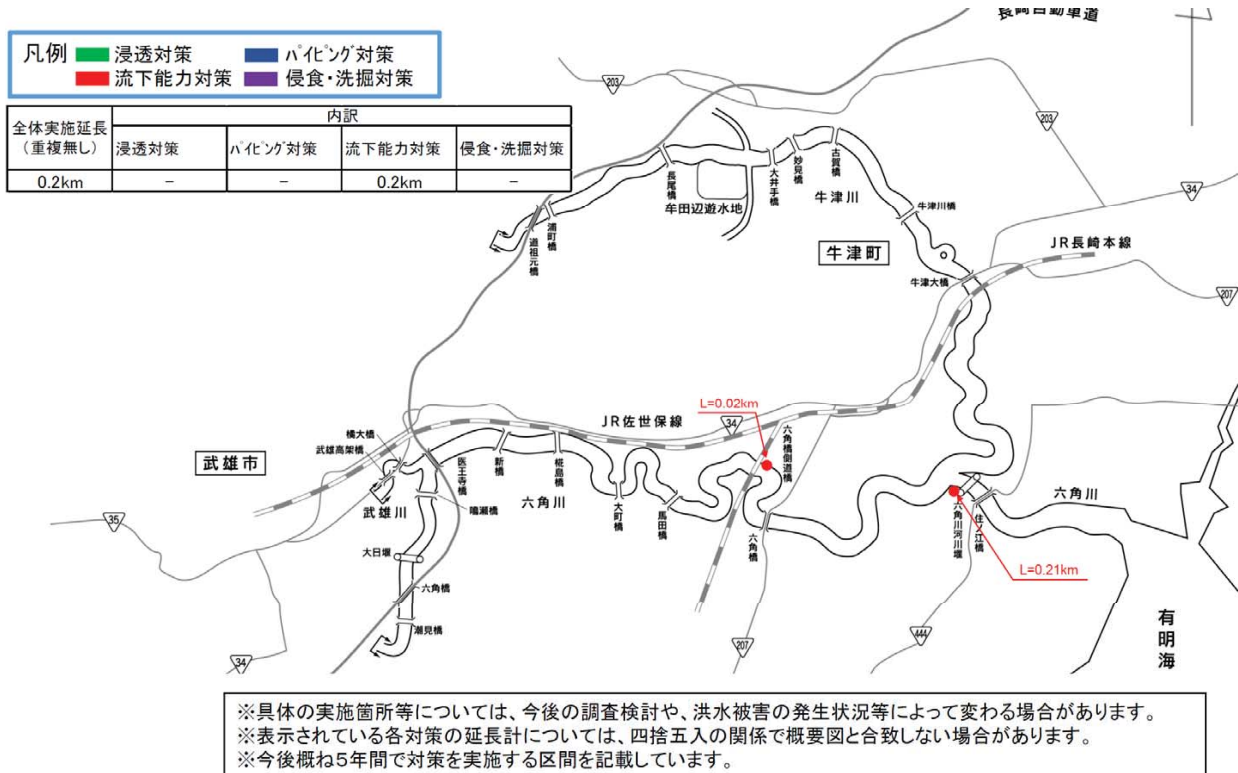 長崎自動車道
凡例 浸透対策 パイピング対策
流下能力対策 侵食・洗掘対策
全体実施延長
(重複無し)
内訳
浸透対策 パイピング対策 流下能力対策 侵食・洗掘対策
0.2km − − 0.2km −
203
203
34
207
長尾橋
大井手橋
妙見橋
古賀橋
牟田辺遊水地
牛津川
牛津川橋
浦町橋
道祖元橋
牛津町
JR長崎本線
牛津大橋
L=0.02km
JR佐世保線
34
六角橋側道橋
橋大橋
武雄高架橋
武雄市
医王寺橋
新橋
椛島橋
六角川
大町橋
馬田橋
六角橋
武雄川
鳴瀬橋
35
大日堰
六角橋
潮見橋
34
207
444
六角川河川堰
住ノ江橋
六角川
L=0.21km
有明海
※具体の実施箇所等については、今後の調査検討や、洪水被害の発生状況等によって変わる場合があります。
※表示されている各対策の延長計については、四捨五入の関係で概要図と合致しない場合があります。
※今後概ね5年間で対策を実施する区間を記載しています。